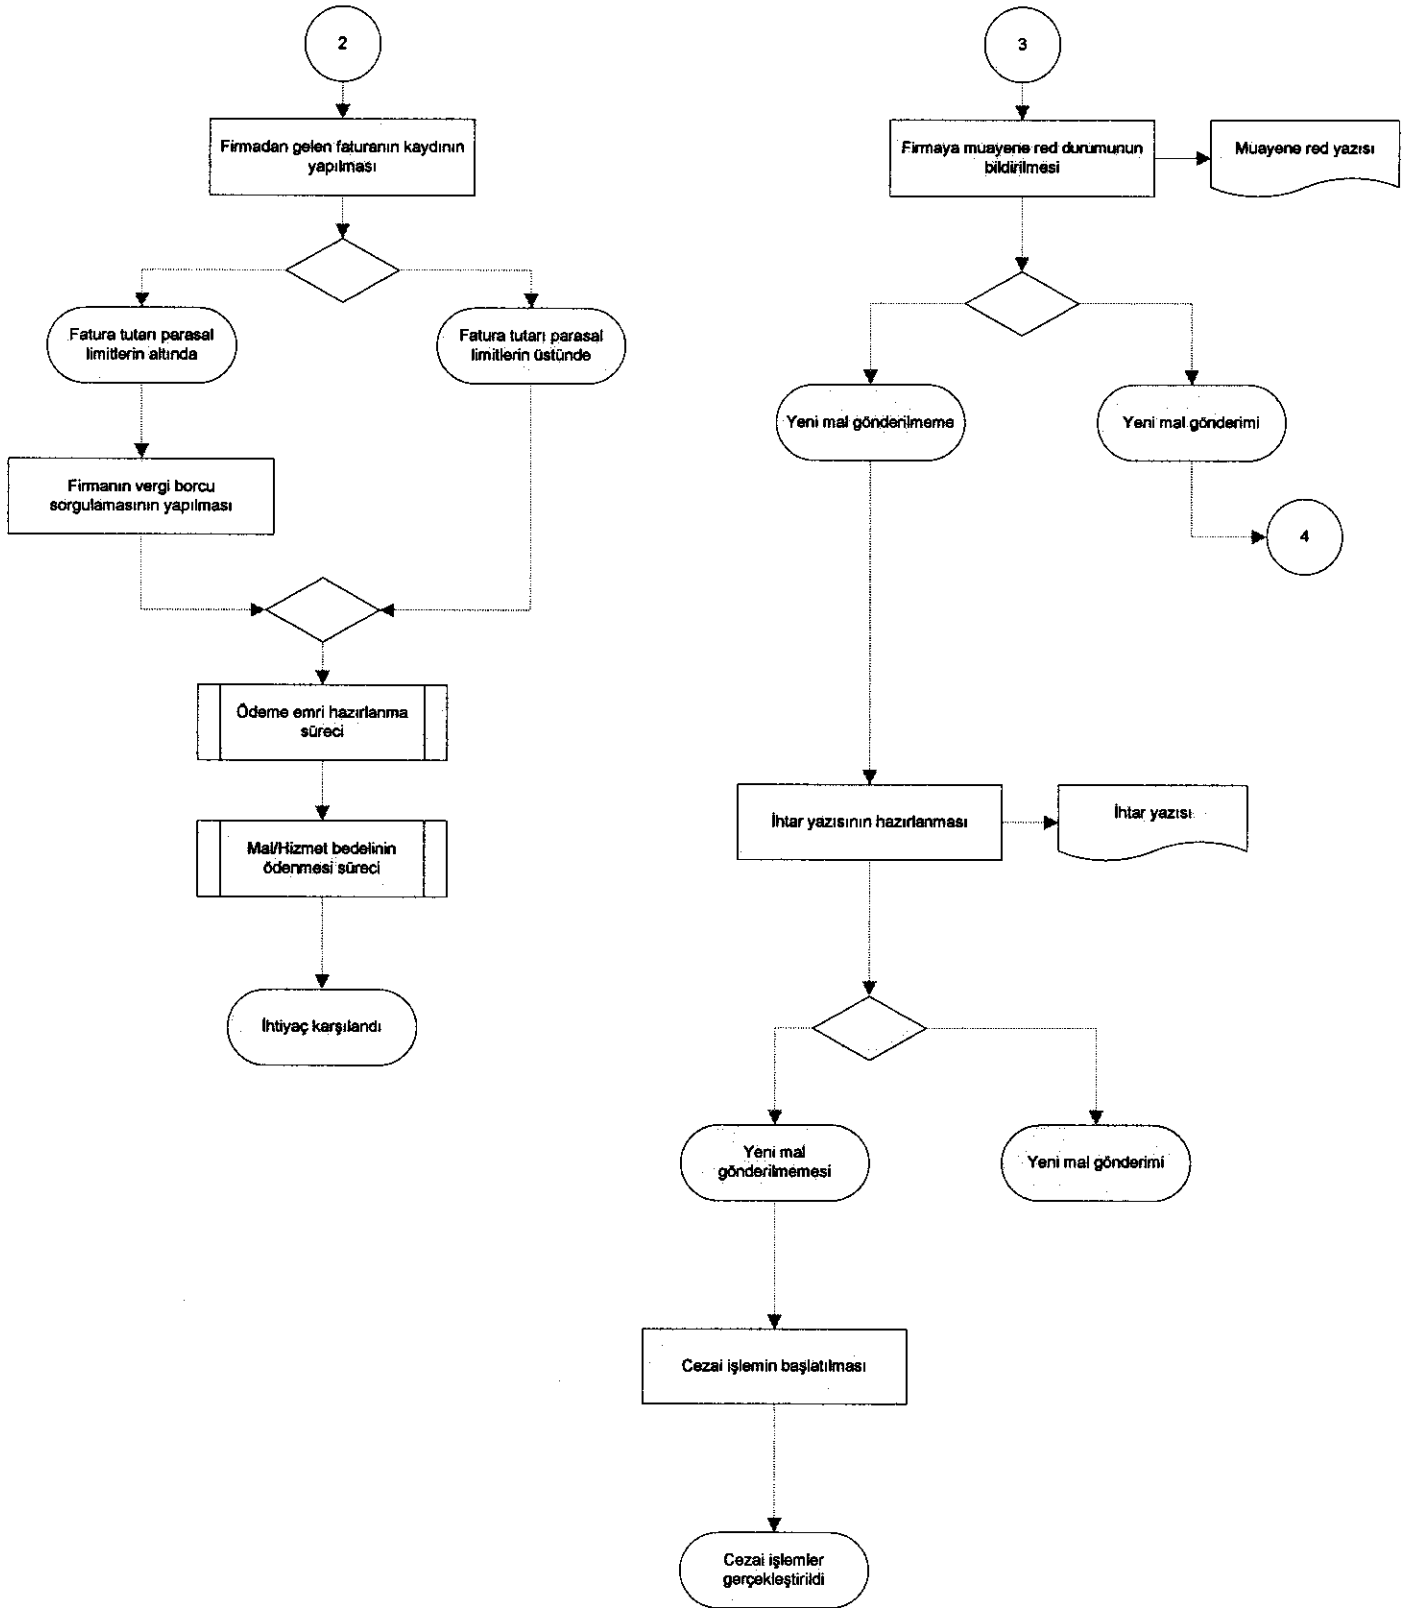 2
Firmadan gelen faturanın kaydının
yapılması
Fatura tutarı parasal
limitlerin altında
Fatura tutarı parasal
limitlerin üstünde
Firmanın vergi borcu
sorgulamasının yapılması
Ödeme emri hazırlanma
süreci
Mal/Hizmet bedelinin
ödenmesi süreci
İhtiyaç karşılandı
3
Firmaya muayene red durumunun
bildirilmesi
Muayene red yazısı
Yeni mal gönderilmeme
Yeni mal gönderimi
4
İhtar yazısının hazırlanması
İhtar yazısı
Yeni mal
gönderilmemesi
Yeni mal gönderimi
Cezai işlemin başlatılması
Cezai işlemler
gerçekleştirildi